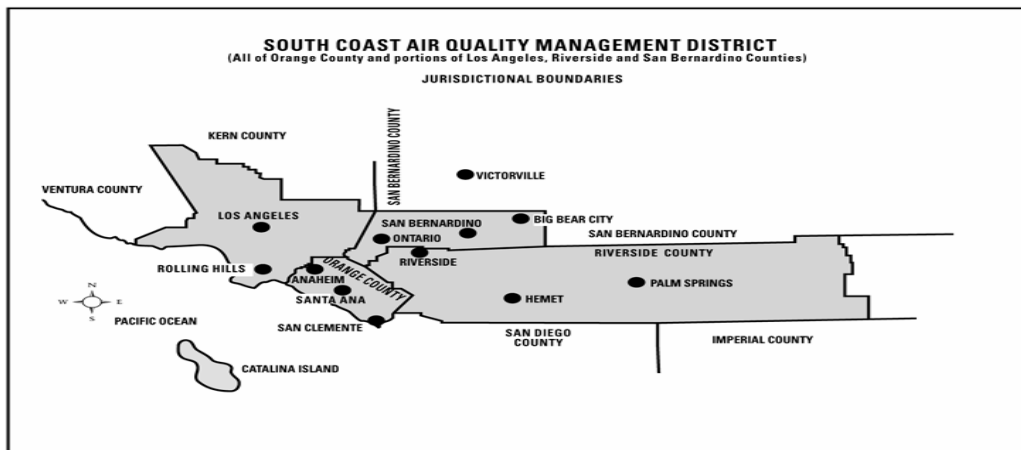 SOUTH COAST AIR QUALITY MANAGEMENT DISTRICT
(All of Orange County and portions of Los Angeles, Riverside and San Bernardino Counties)
JURISDICTIONAL BOUNDARIES
KERN COUNTY
SAN BERNARDINO COUNTY
VICTORVILLE
VENTURA COUNTY
LOS ANGELES
SAN BERNARDINO
BIG BEAR CITY
ONTARIO
SAN BERNARDINO COUNTY
RIVERSIDE COUNTY
RIVERSIDE
ROLLING HILLS
ORANGE COUNTY
ANAHEIM
PALM SPRINGS
SANTA ANA
HEMET
N
W
E
S
PACIFIC OCEAN
SAN CLEMENTE
SAN DIEGO
COUNTY
IMPERIAL COUNTY
CATALINA ISLAND